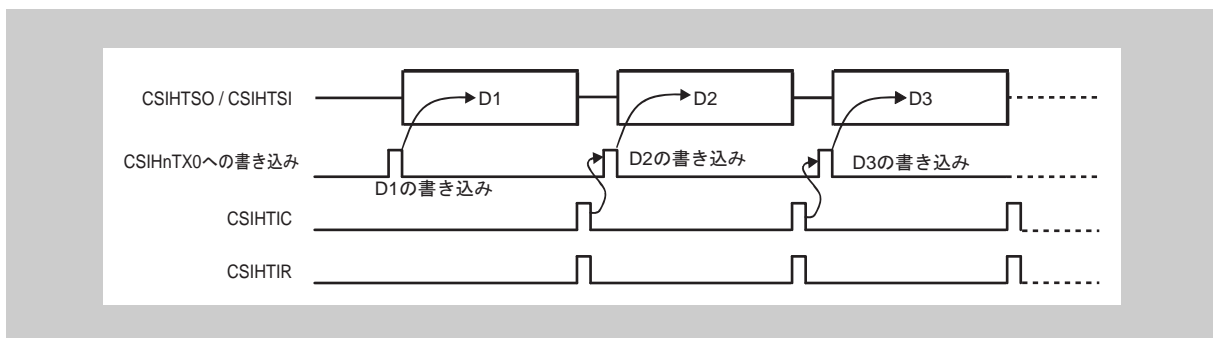 CSIHTSO / CSIHTSI
D1
D2
D3
CSIHnTX0への書き込み
D1の書き込み
D2の書き込み
D3の書き込み
CSIHTIC
CSIHTIR